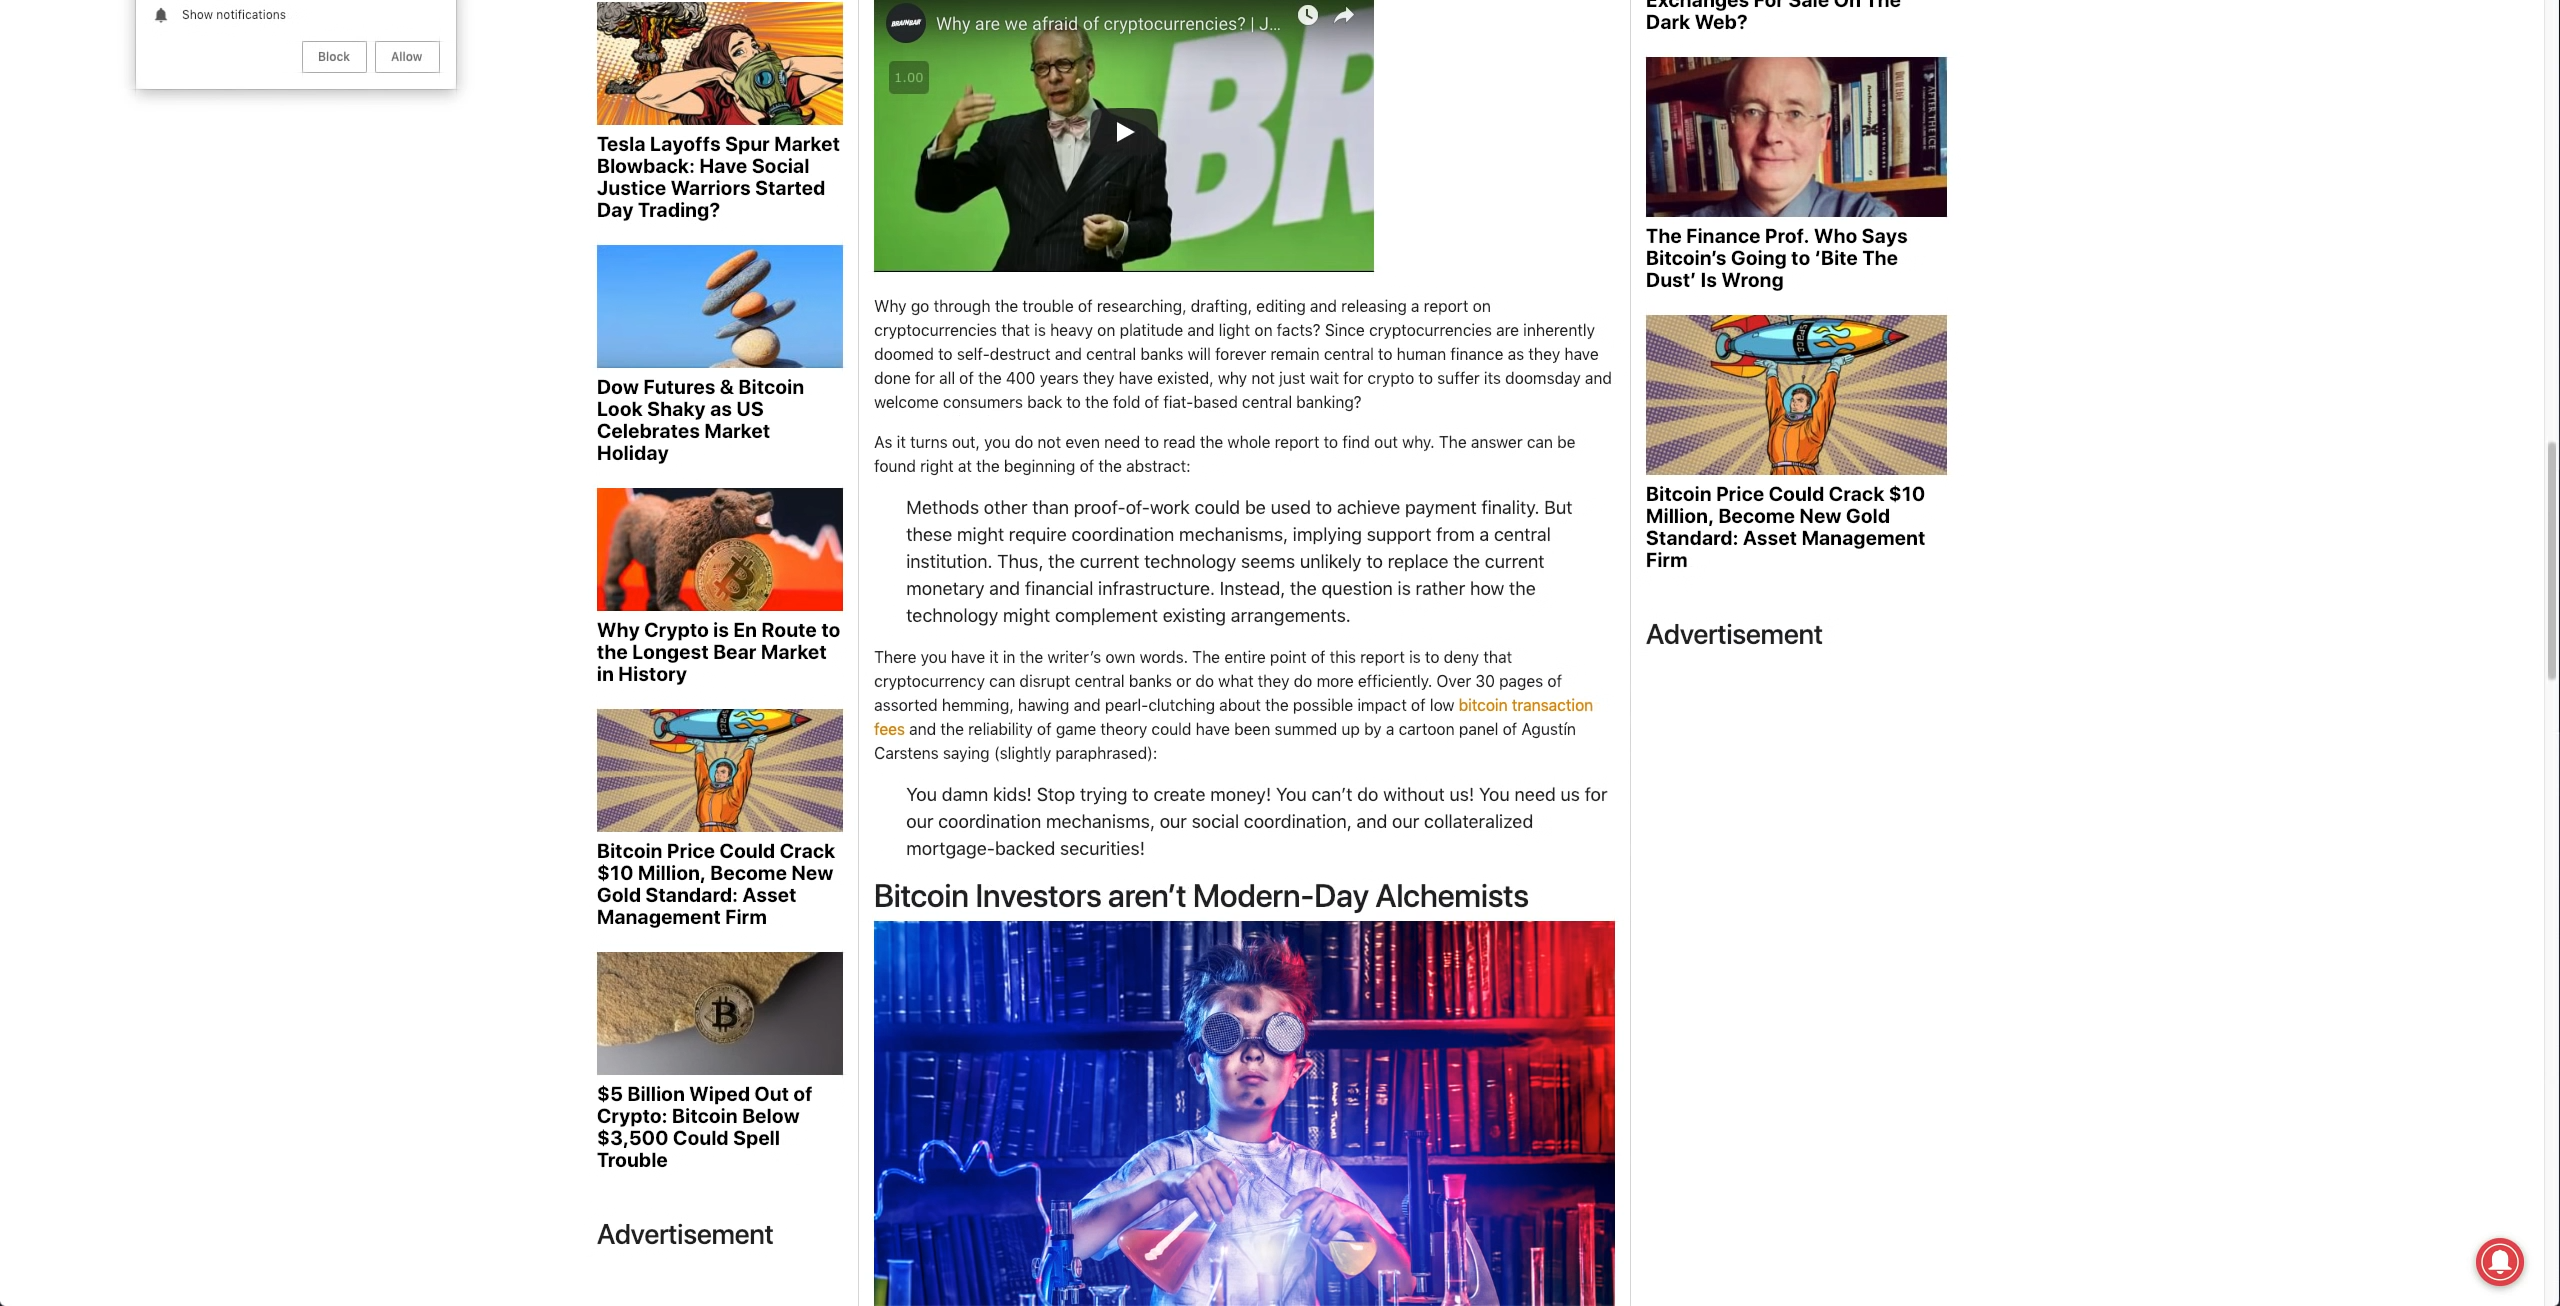 Show notifications
Block
Allow
Tesla Layoffs Spur Market
Blowback: Have Social
Justice Warriors Started
Day Trading?
Dow Futures & Bitcoin
Look Shaky as US
Celebrates Market
Holiday
Why Crypto is En Route to
the Longest Bear Market
in History
SPACE
Bitcoin Price Could Crack
$10 Million, Become New
Gold Standard: Asset
Management Firm
$5 Billion Wiped Out of
Crypto: Bitcoin Below
$3,500 Could Spell
Trouble
Advertisement
BRAINBAR
Why are we afraid of cryptocurrencies? | J...
1.00
BR
Why go through the trouble of researching, drafting, editing and releasing a report on
cryptocurrencies that is heavy on platitude and light on facts? Since cryptocurrencies are inherently
doomed to self-destruct and central banks will forever remain central to human finance as they have
done for all of the 400 years they have existed, why not just wait for crypto to suffer its doomsday and
welcome consumers back to the fold of fiat-based central banking?
As it turns out, you do not even need to read the whole report to find out why. The answer can be
found right at the beginning of the abstract:
Methods other than proof-of-work could be used to achieve payment finality. But
these might require coordination mechanisms, implying support from a central
institution. Thus, the current technology seems unlikely to replace the current
monetary and financial infrastructure. Instead, the question is rather how the
technology might complement existing arrangements.
There you have it in the writer’s own words. The entire point of this report is to deny that
cryptocurrency can disrupt central banks or do what they do more efficiently. Over 30 pages of
assorted hemming, hawing and pearl-clutching about the possible impact of low bitcoin transaction
fees and the reliability of game theory could have been summed up by a cartoon panel of Agustín
Carstens saying (slightly paraphrased):
You damn kids! Stop trying to create money! You can’t do without us! You need us for
our coordination mechanisms, our social coordination, and our collateralized
mortgage-backed securities!
Bitcoin Investors aren’t Modern-Day Alchemists
Exchanges For Sale On The
Dark Web?
AFTER THE ICE
The Finance Prof. Who Says
Bitcoin’s Going to ‘Bite The
Dust’ Is Wrong
SPACE
Bitcoin Price Could Crack $10
Million, Become New Gold
Standard: Asset Management
Firm
Advertisement